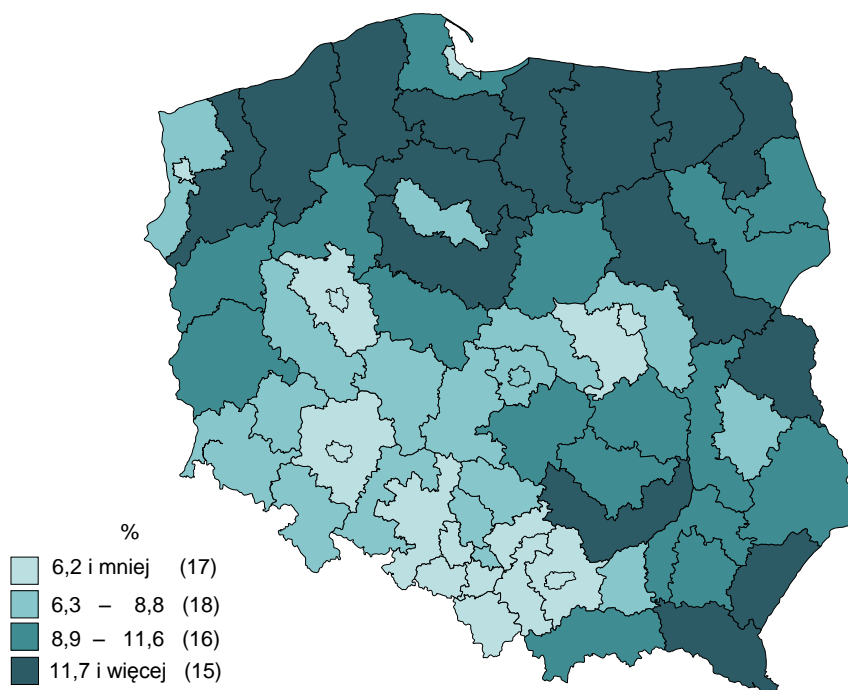 %
6,2 i mniej (17)
6,3 – 8,8 (18)
8,9 – 11,6 (16)
11,7 i więcej (15)